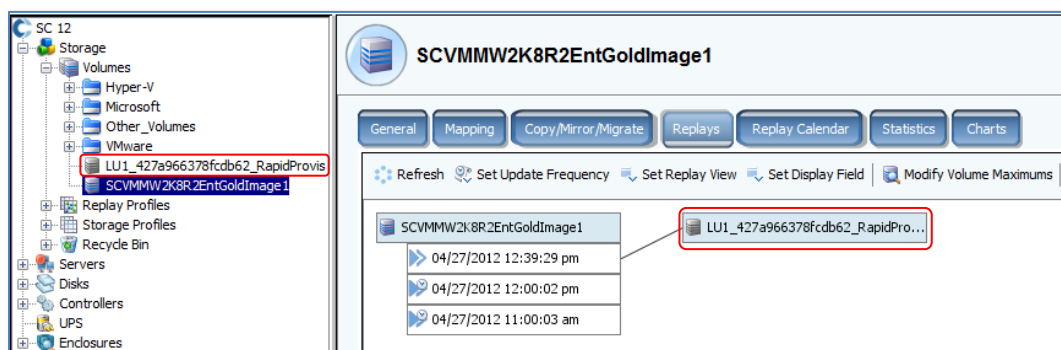 SC 12
Storage
Volumes
Hyper-V
Microsoft
Other_Volumes
VMware
LU1_427a966378fcdb62_RapidProvis
SCVMMW2K8R2EntGoldImage1
Replay Profiles
Storage Profiles
Recycle Bin
Servers
Disks
Controllers
UPS
Enclosures
SCVMMW2K8R2EntGoldImage1
General Mapping Copy/Mirror/Migrate Replays Replay Calendar Statistics Charts
Refresh Set Update Frequency Set Replay View Set Display Field Modify Volume Maximums
SCVMMW2K8R2EntGoldImage1
LU1_427a966378fcdb62_RapidPro...
04/27/2012 12:39:29 pm
04/27/2012 12:00:02 pm
04/27/2012 11:00:03 am